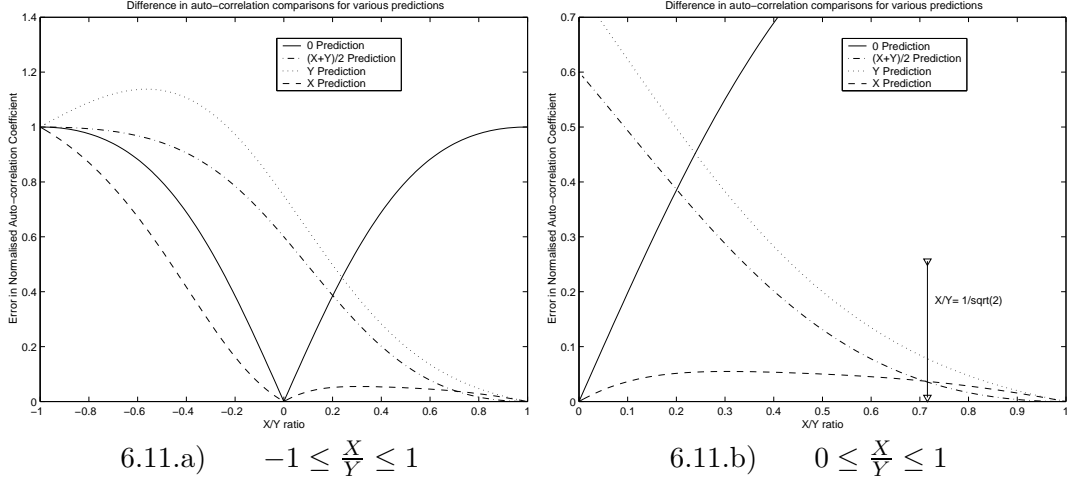 Difference in auto−correlation comparisons for various predictions
1.4
1.2
1
0.8
0.6
0.4
0.2
0
Error in Normalised Auto−correlation Coefficient
0 Prediction
(X+Y)/2 Prediction
Y Prediction
X Prediction
−1 −0.8 −0.6 −0.4 −0.2 0 0.2 0.4 0.6 0.8 1
X/Y ratio
6.11.a) −1 ≤ X/Y ≤ 1
Difference in auto−correlation comparisons for various predictions
0.7
0.6
0.5
0.4
0.3
0.2
0.1
0
Error in Normalised Auto−correlation Coefficient
0 Prediction
(X+Y)/2 Prediction
Y Prediction
X Prediction
X/Y= 1/sqrt(2)
0 0.1 0.2 0.3 0.4 0.5 0.6 0.7 0.8 0.9 1
X/Y ratio
6.11.b) 0 ≤ X/Y ≤ 1